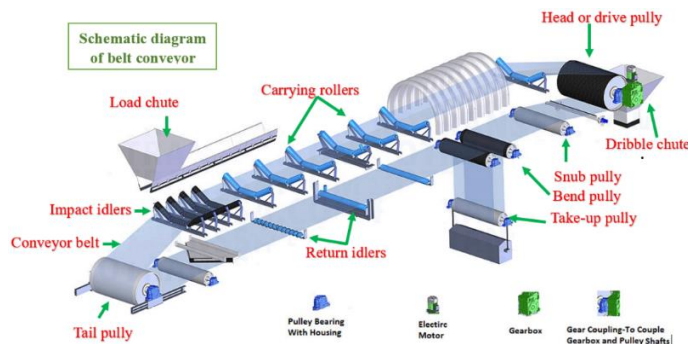 Schematic diagram
of belt conveyor
Head or drive pully
Carrying rollers
Load chute
Dribble chute
Snub pully
Bend pully
Impact idlers
Take-up pully
Conveyor belt
Return idlers
Tail pully
Pulley Bearing
With Housing
Electirc
Motor
Gearbox
Gear Coupling-To Couple
Gearbox and Pulley Shafts